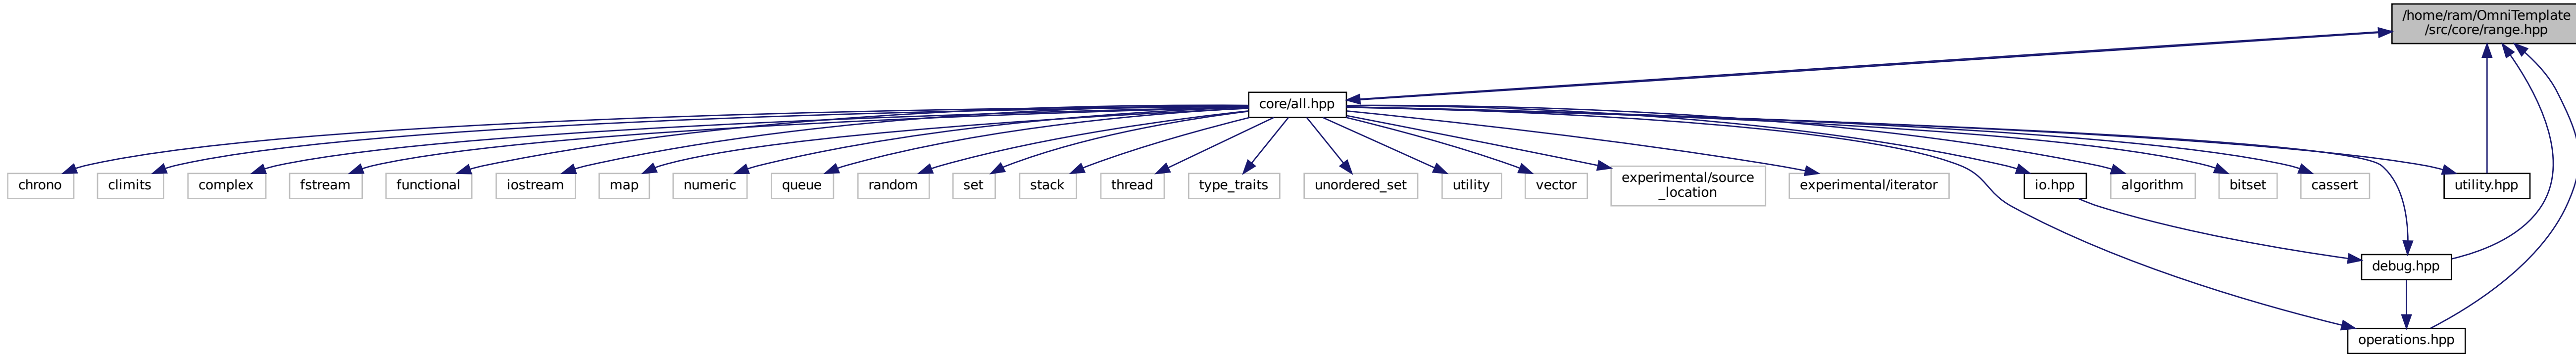 /home/ram/OmniTemplate
/src/core/range.hpp
core/all.hpp
chrono
climits
complex
fstream
functional
iostream
map
numeric
queue
random
set
stack
thread
type_traits
unordered_set
utility
vector
experimental/source
_location
experimental/iterator
io.hpp
algorithm
bitset
cassert
utility.hpp
debug.hpp
operations.hpp